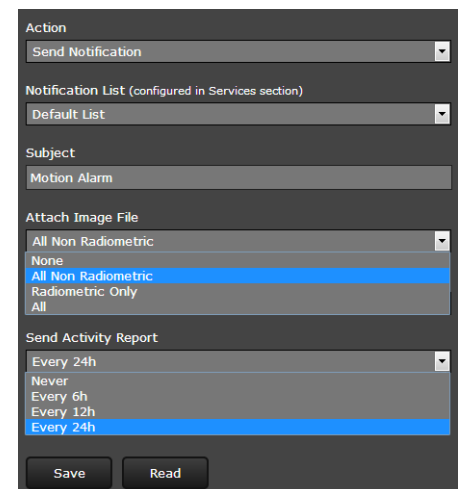 Action
Send Notification
Notification List (configured in Services section)
Default List
Subject
Motion Alarm
Attach Image File
All Non Radiometric
None
All Non Radiometric
Radiometric Only
All
Send Activity Report
Every 24h
Never
Every 6h
Every 12h
Every 24h
Save Read